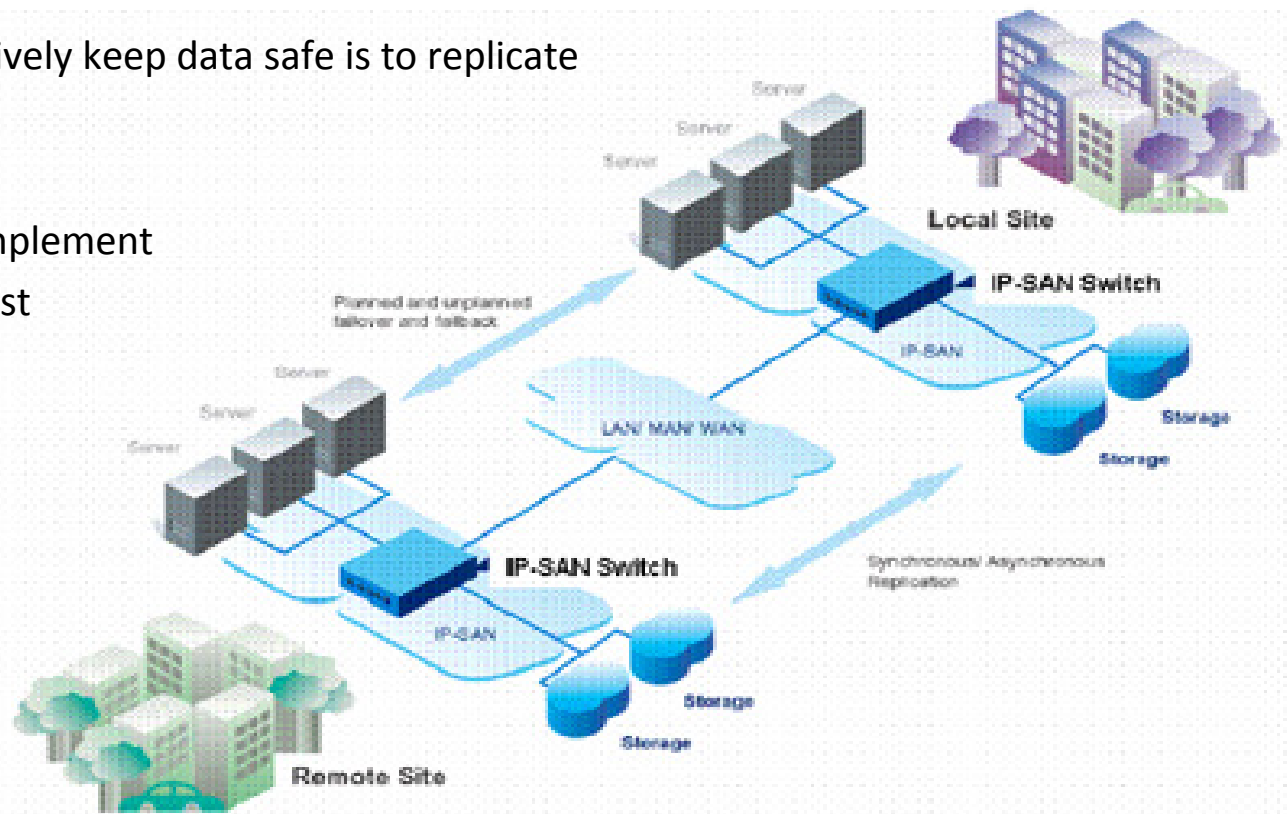 ively keep data safe is to replicate
nplement
st
Server
Server
Server
Local Site
IP-SAN Switch
Planned and unplanned
failover and failback
IP-SAN
Server
Server
Server
LAN/ MAN/ WAN
Storage
Storage
IP-SAN Switch
Synchronous/ Asynchronous
Replication
IP-SAN
Storage
Storage
Remote Site